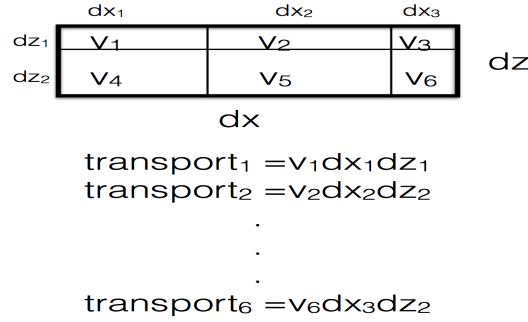 dx₁ dx₂ dx₃
dz₁ v₁ v₂ v₃
dz
dz₂ v₄ v₅ v₆
dx
transport₁ =v₁dx₁dz₁
transport₂ =v₂dx₂dz₂
.
.
.
transport₆ =v₆dx₃dz₂